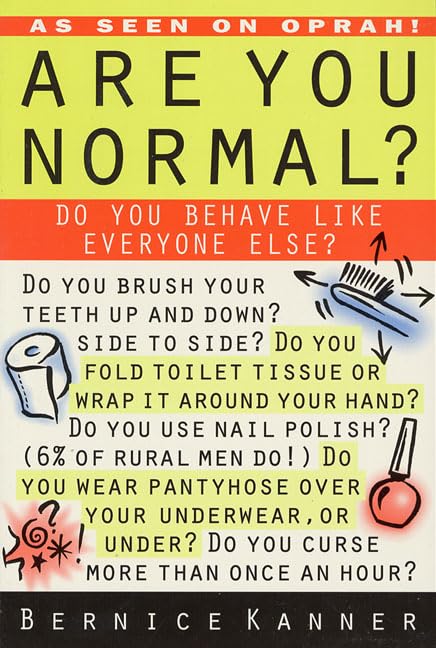 AS SEEN ON OPRAH!
ARE YOU
NORMAL?
DO YOU BEHAVE LIKE
EVERYONE ELSE?
DO YOU BRUSH YOUR
TEETH UP AND DOWN?
SIDE TO SIDE? DO YOU
FOLD TOILET TISSUE OR
WRAP IT AROUND YOUR HAND?
DO YOU USE NAIL POLISH?
(6% OF RURAL MEN DO!) DO
YOU WEAR PANTYHOSE OVER
YOUR UNDERWEAR, OR
UNDER? DO YOU CURSE
MORE THAN ONCE AN HOUR?
BERNICE KANNER